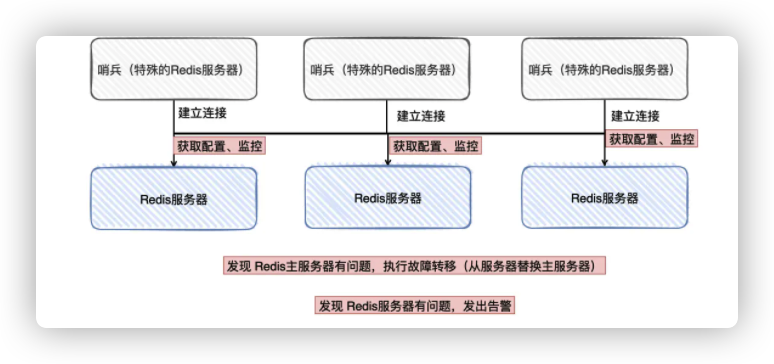 哨兵（特殊的Redis服务器） 哨兵（特殊的Redis服务器） 哨兵（特殊的Redis服务器）
建立连接 建立连接 建立连接
获取配置、监控 获取配置、监控 获取配置、监控
Redis服务器 Redis服务器 Redis服务器
发现 Redis主服务器有问题，执行故障转移（从服务器替换主服务器）
发现 Redis服务器有问题，发出告警